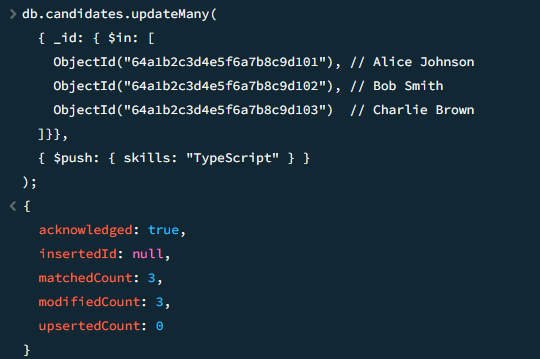 > db.candidates.updateMany(
{ _id: { $in: [
ObjectId("64a1b2c3d4e5f6a7b8c9d101"), // Alice Johnson
ObjectId("64a1b2c3d4e5f6a7b8c9d102"), // Bob Smith
ObjectId("64a1b2c3d4e5f6a7b8c9d103") // Charlie Brown
]}},
{ $push: { skills: "TypeScript" } }
);
< {
acknowledged: true,
insertedId: null,
matchedCount: 3,
modifiedCount: 3,
upsertedCount: 0
}